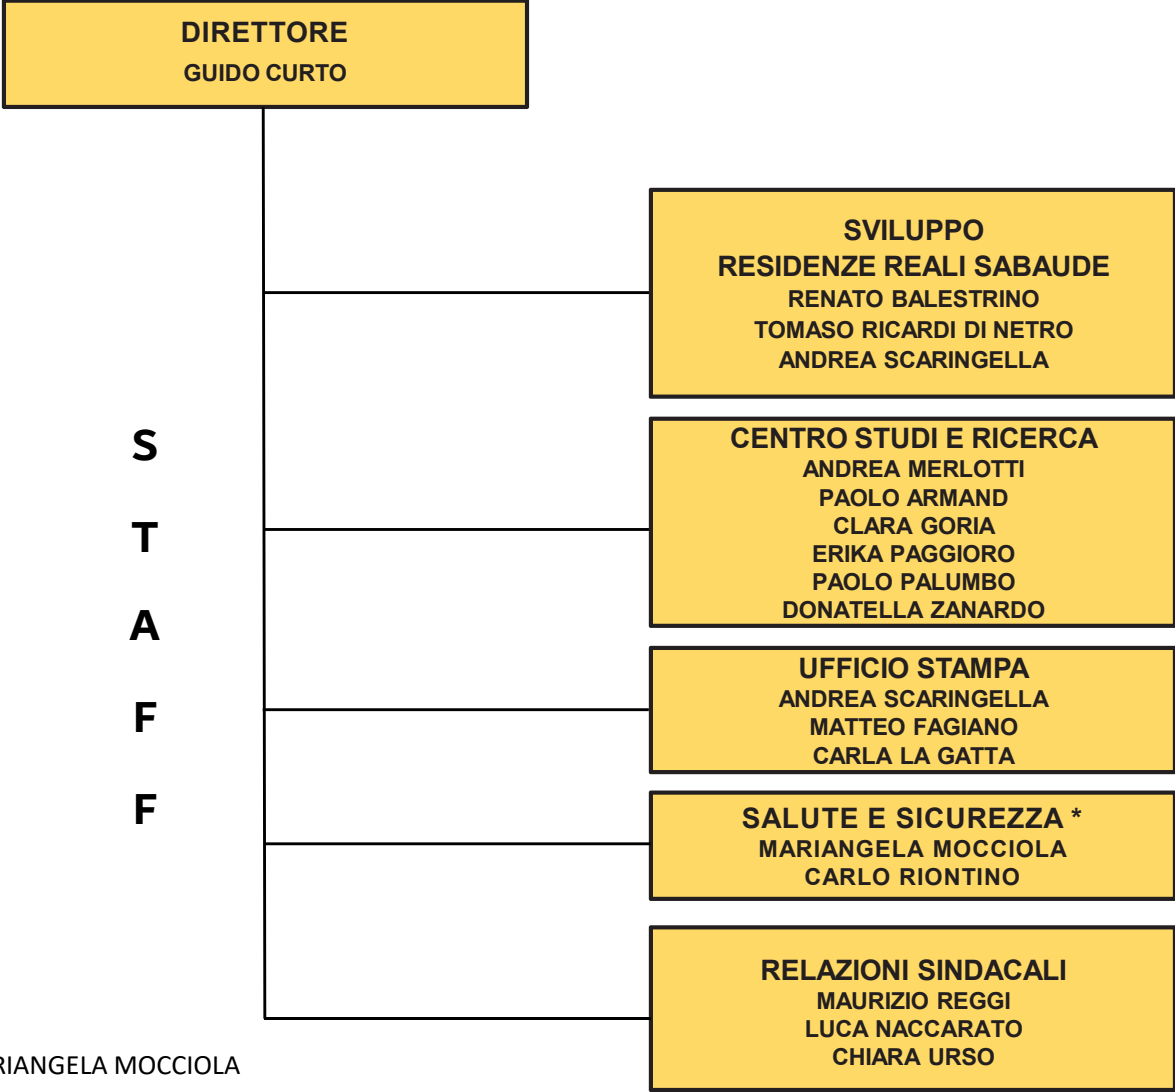 DIRETTORE
GUIDO CURTO
SVILUPPO
RESIDENZE REALI SABAUDE
RENATO BALESTRINO
TOMASO RICARDI DI NETRO
ANDREA SCARINGELLA
CENTRO STUDI E RICERCA
ANDREA MERLOTTI
PAOLO ARMAND
CLARA GORIA
ERIKA PAGGIORO
PAOLO PALUMBO
DONATELLA ZANARDO
UFFICIO STAMPA
ANDREA SCARINGELLA
MATTEO FAGIANO
CARLA LA GATTA
SALUTE E SICUREZZA *
MARIANGELA MOCCIOLA
CARLO RIONTINO
RELAZIONI SINDACALI
MAURIZIO REGGI
LUCA NACCARATO
CHIARA URSO
S
T
A
F
F
RIANGELA MOCCIOLA